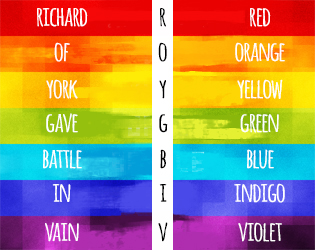 RICHARD R RED
OF O ORANGE
YORK Y YELLOW
GAVE G GREEN
BATTLE B BLUE
IN I INDIGO
VAIN V VIOLET